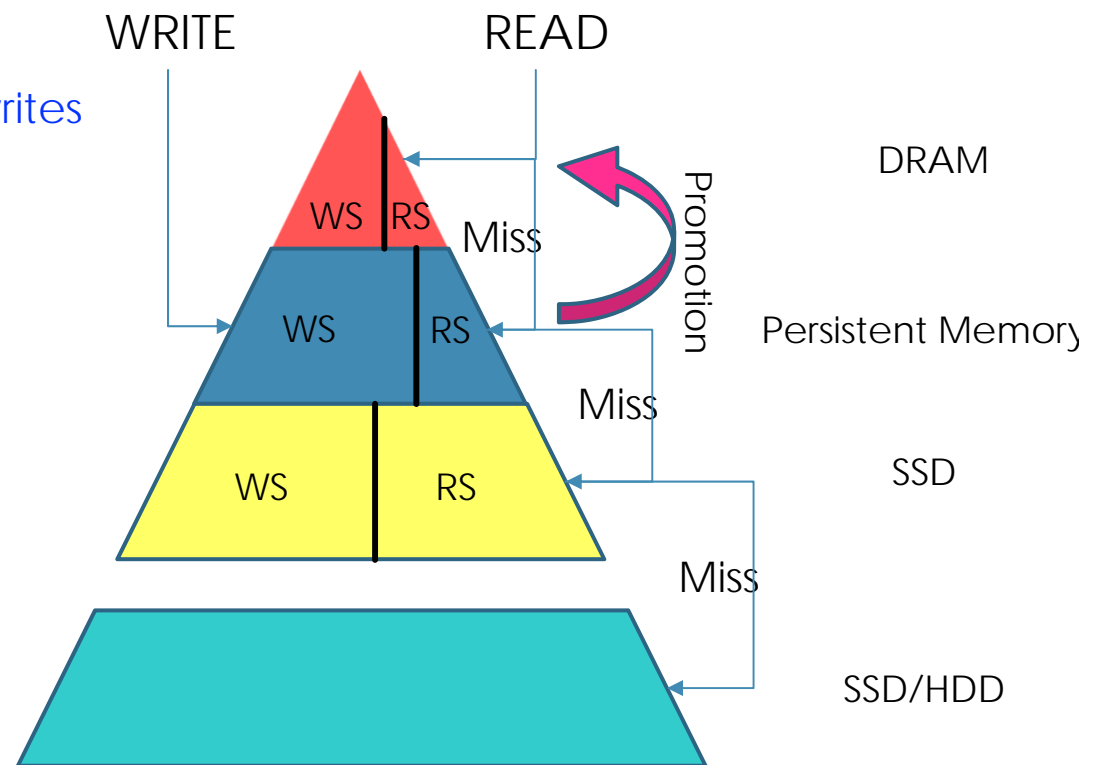 WRITE READ
rites
DRAM
WS RS
Miss
Promotion
WS RS
Persistent Memory
Miss
WS RS
SSD
Miss
SSD/HDD